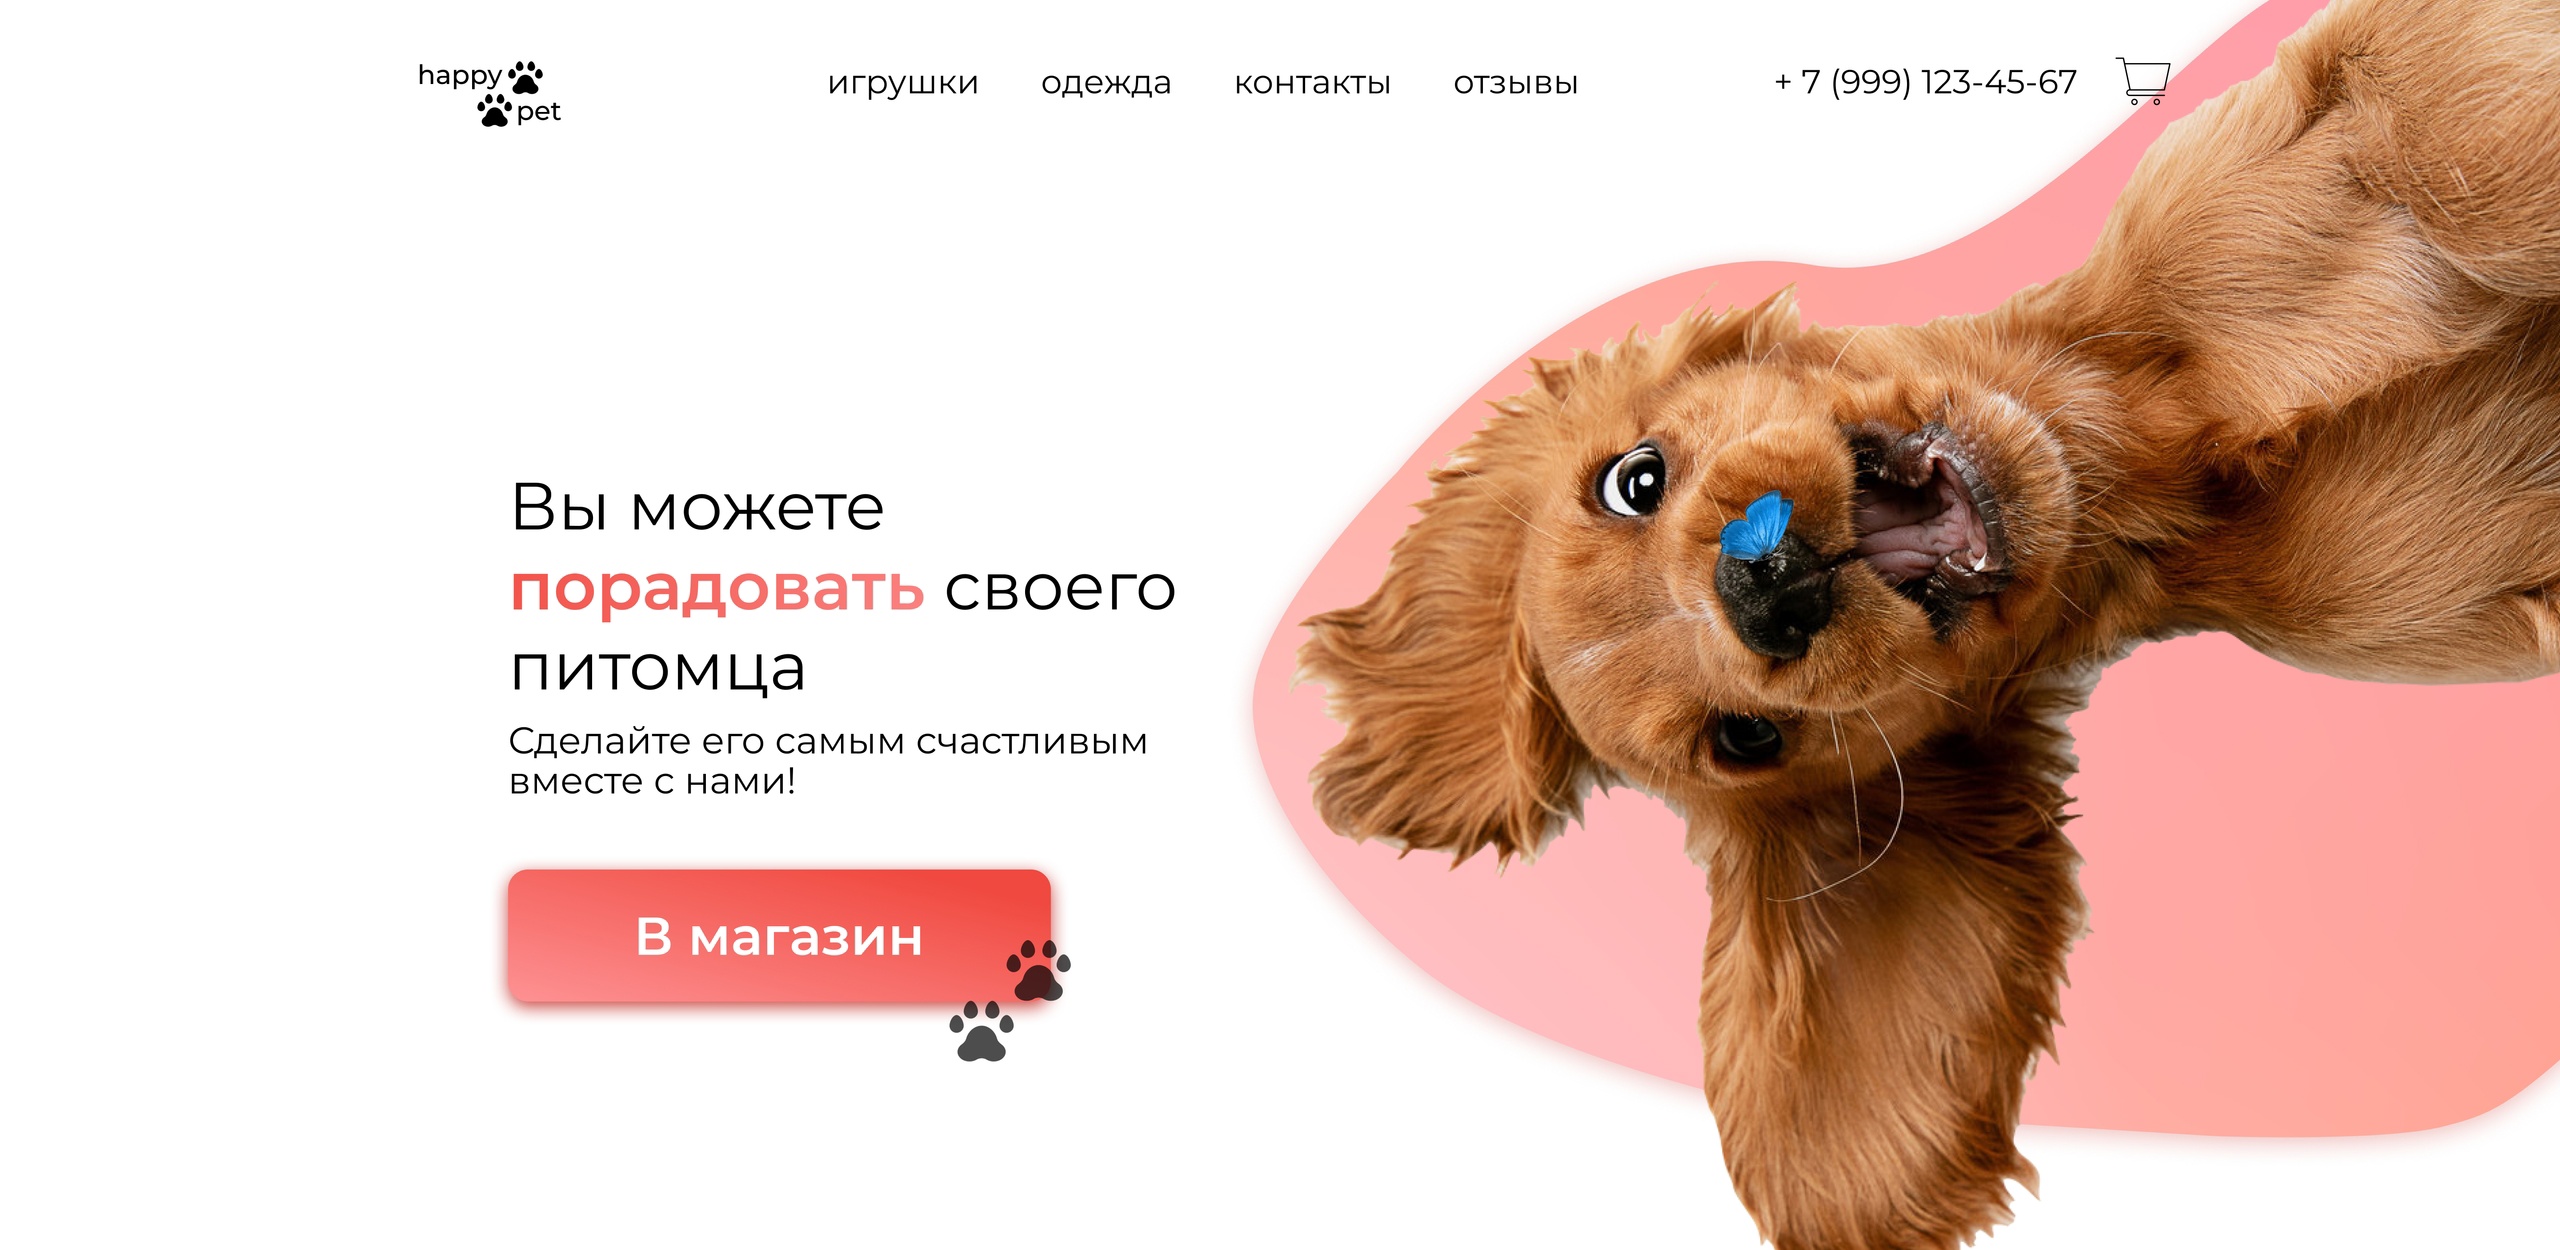 happy
pet
игрушки одежда контакты отзывы
+ 7 (999) 123-45-67
Вы можете
порадовать своего
питомца
Сделайте его самым счастливым
вместе с нами!
В магазин